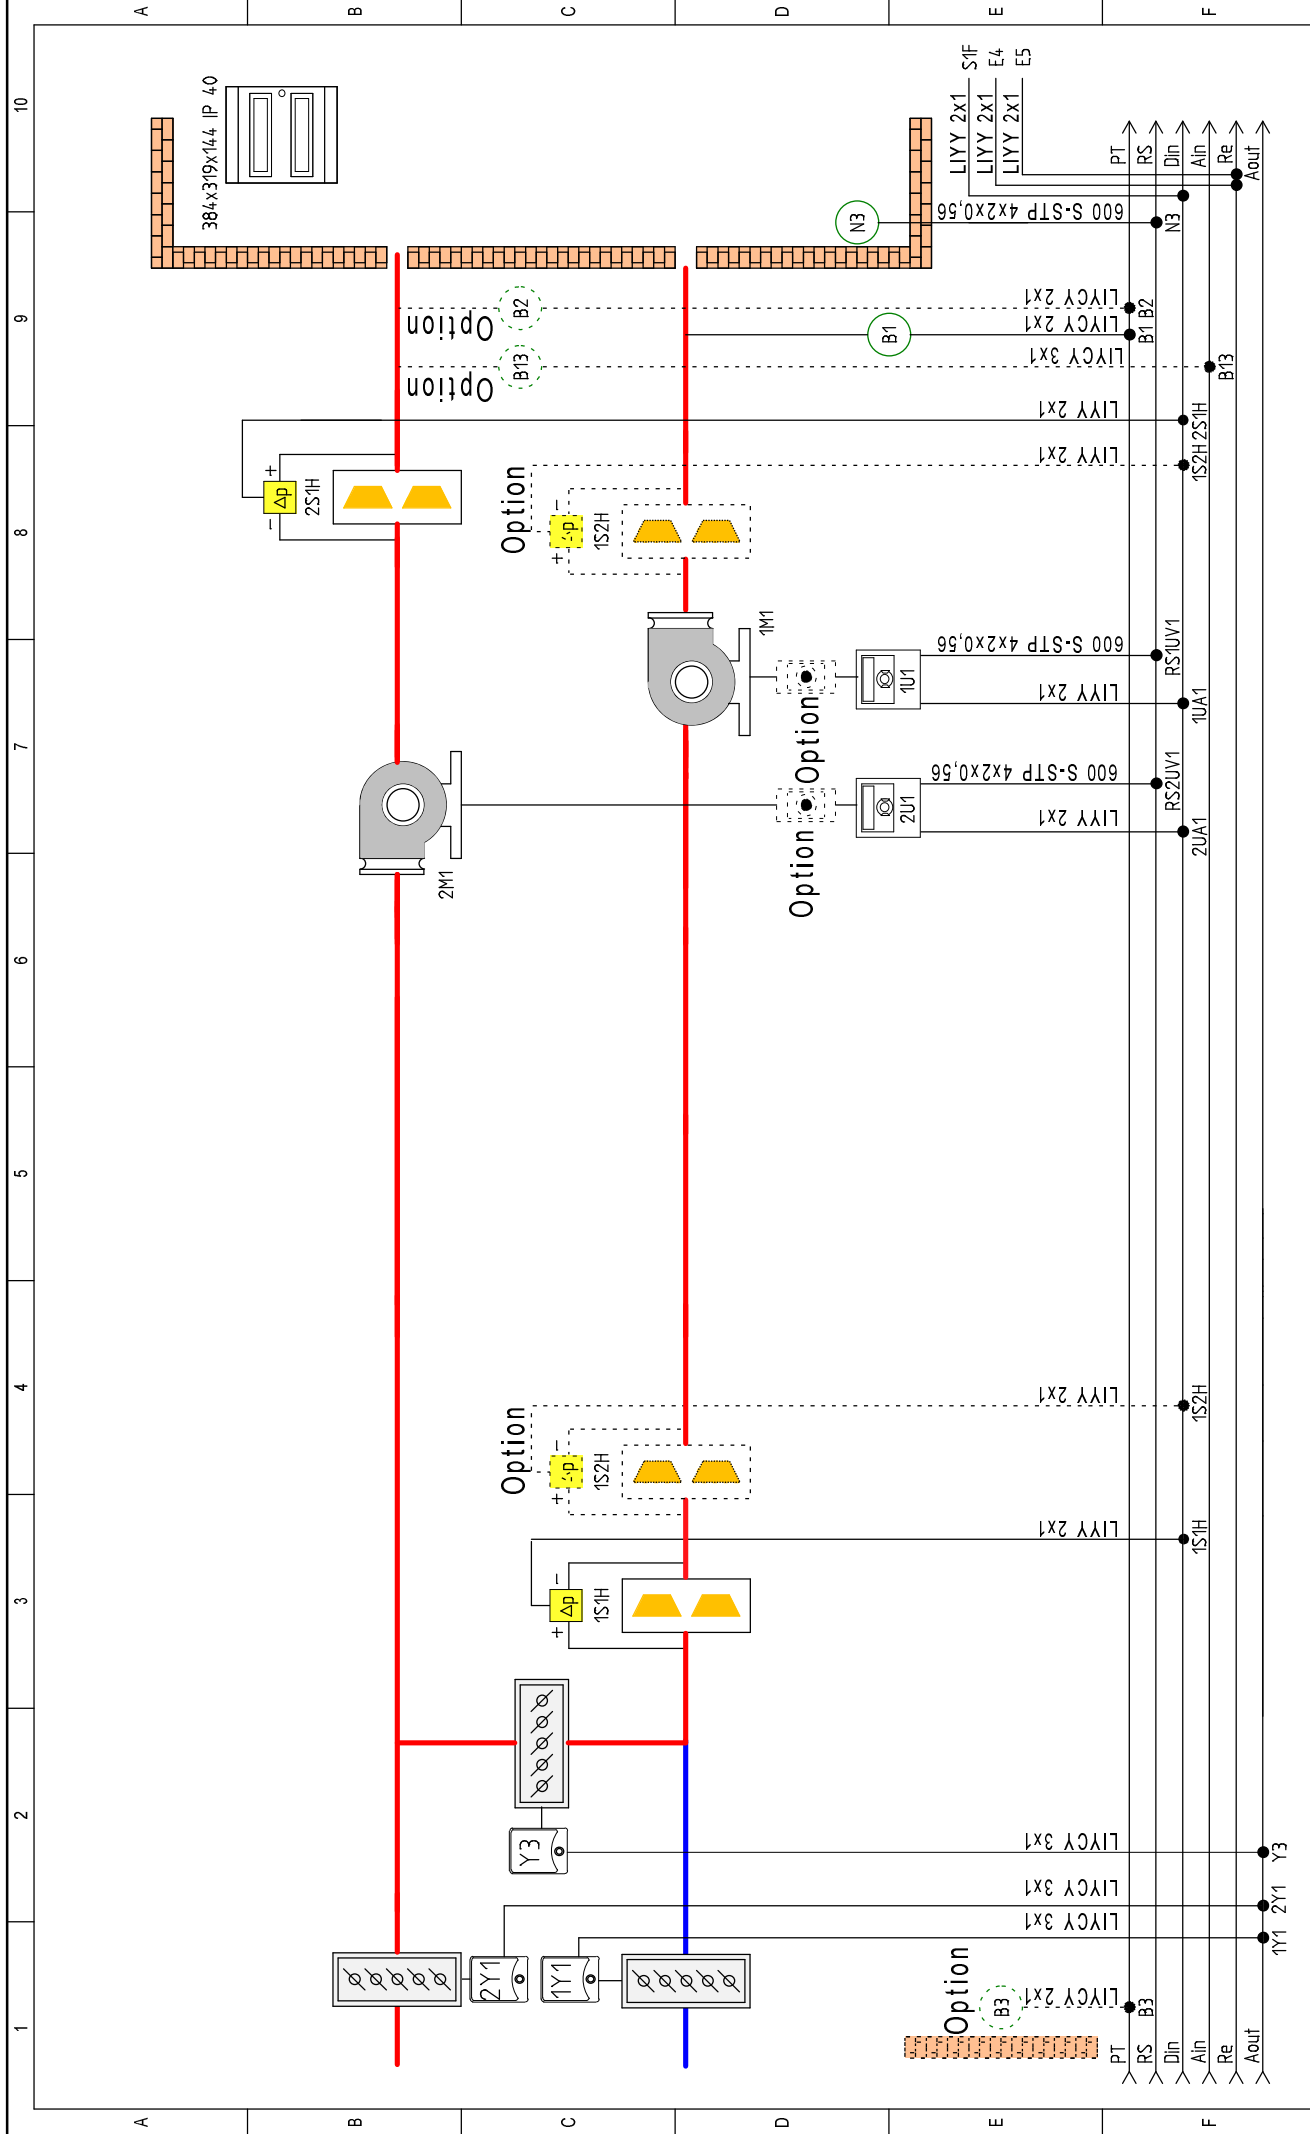 A
B
C
D
E
F
10
9
8
7
6
5
4
3
2
1
384x319x144 IP 40
S1F
E4
E5
LIYY 2x1
LIYY 2x1
LIYY 2x1
PT
RS
Din
Ain
Re
Aout
N3
600 S-STP 4x2x0,56
N3
Option
B2
LIYCY 2x1
B2
B1
LIYCY 2x1
B1
Option
B13
LIYCY 3x1
B13
LIYY 2x1
2S1H
- Δp +
2S1H
Option
+ Δp -
1S2H
LIYY 2x1
1S2H
1M1
Option
1U1
600 S-STP 4x2x0,56
RS1UV1
LIYY 2x1
1UA1
2M1
Option
2U1
600 S-STP 4x2x0,56
RS2UV1
LIYY 2x1
2UA1
Option
+ Δp -
1S2H
LIYY 2x1
1S2H
+ Δp -
1S1H
LIYY 2x1
1S1H
Y3
LIYCY 3x1
Y3
2Y1
LIYCY 3x1
2Y1
1Y1
LIYCY 3x1
1Y1
Option
B3
LIYCY 2x1
B3
PT
RS
Din
Ain
Re
Aout
A
B
C
D
E
F